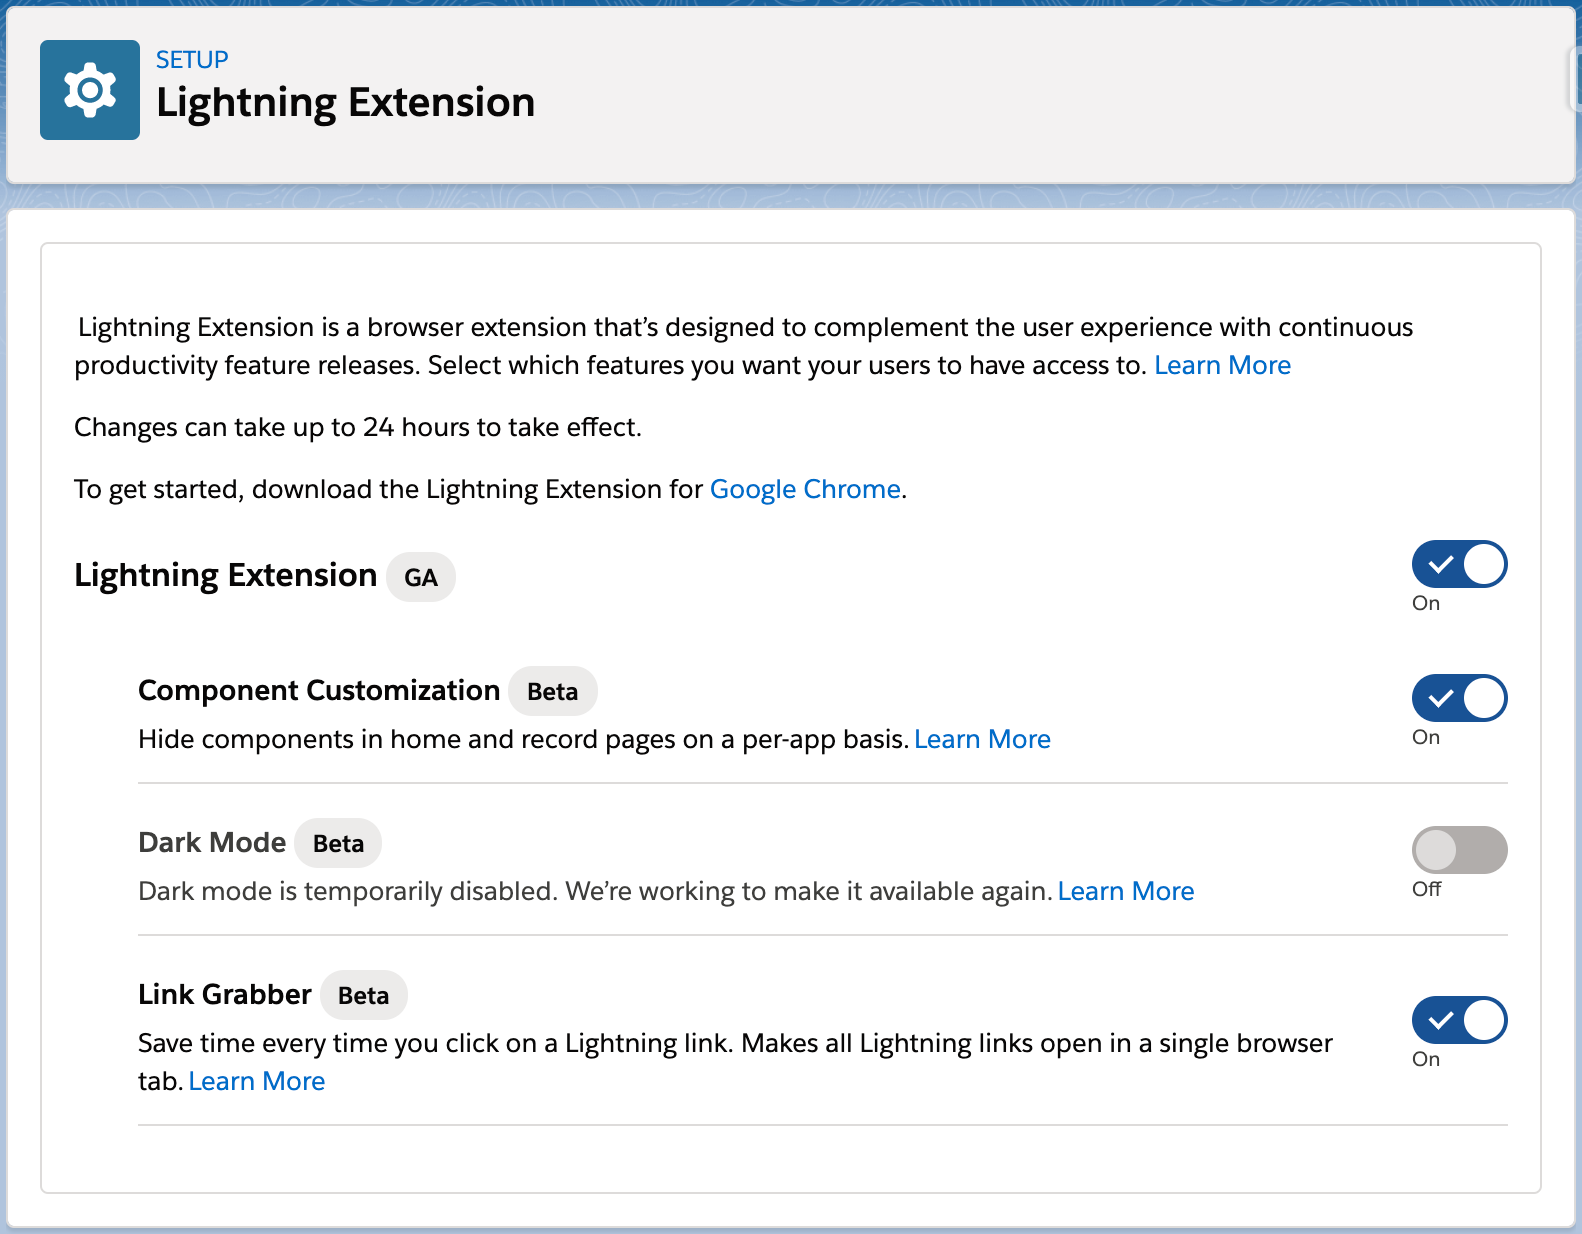 SETUP
Lightning Extension
Lightning Extension is a browser extension that’s designed to complement the user experience with continuous
productivity feature releases. Select which features you want your users to have access to. Learn More
Changes can take up to 24 hours to take effect.
To get started, download the Lightning Extension for Google Chrome.
Lightning Extension GA
On
Component Customization Beta
Hide components in home and record pages on a per-app basis. Learn More
On
Dark Mode Beta
Dark mode is temporarily disabled. We’re working to make it available again. Learn More
Off
Link Grabber Beta
Save time every time you click on a Lightning link. Makes all Lightning links open in a single browser
tab. Learn More
On